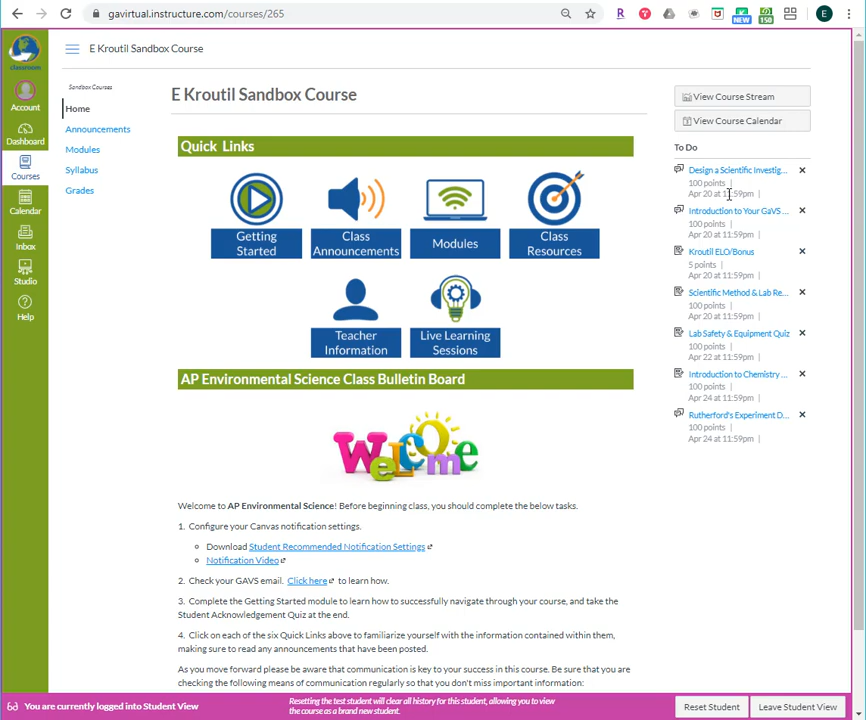 gavirtual.instructure.com/courses/265
R
NEW
150
E
classroom
Account
Dashboard
Courses
Calendar
Inbox
Studio
Help
E Kroutil Sandbox Course
Sandbox Courses
Home
Announcements
Modules
Syllabus
Grades
E Kroutil Sandbox Course
Quick Links
Getting Started
Class Announcements
Modules
Class Resources
Teacher Information
Live Learning Sessions
AP Environmental Science Class Bulletin Board
Welcome
Welcome to AP Environmental Science! Before beginning class, you should complete the below tasks.
1. Configure your Canvas notification settings.
Download Student Recommended Notification Settings
Notification Video
2. Check your GAVS email. Click here to learn how.
3. Complete the Getting Started module to learn how to successfully navigate through your course, and take the
Student Acknowledgement Quiz at the end.
4. Click on each of the six Quick Links above to familiarize yourself with the information contained within them,
making sure to read any announcements that have been posted.
As you move forward please be aware that communication is key to your success in this course. Be sure that you are
checking the following means of communication regularly so that you don't miss important information:
View Course Stream
View Course Calendar
To Do
Design a Scientific Investig...
100 points |
Apr 20 at 11:59pm |
Introduction to Your GaVS ...
100 points |
Apr 20 at 11:59pm |
Kroutil ELO/Bonus
5 points |
Apr 20 at 11:59pm |
Scientific Method & Lab Re...
100 points |
Apr 20 at 11:59pm |
Lab Safety & Equipment Quiz
100 points |
Apr 22 at 11:59pm |
Introduction to Chemistry ...
100 points |
Apr 24 at 11:59pm |
Rutherford's Experiment D...
100 points |
Apr 24 at 11:59pm |
You are currently logged into Student View
Resetting the test student will clear all history for this student, allowing you to view
the course as a brand new student.
Reset Student
Leave Student View